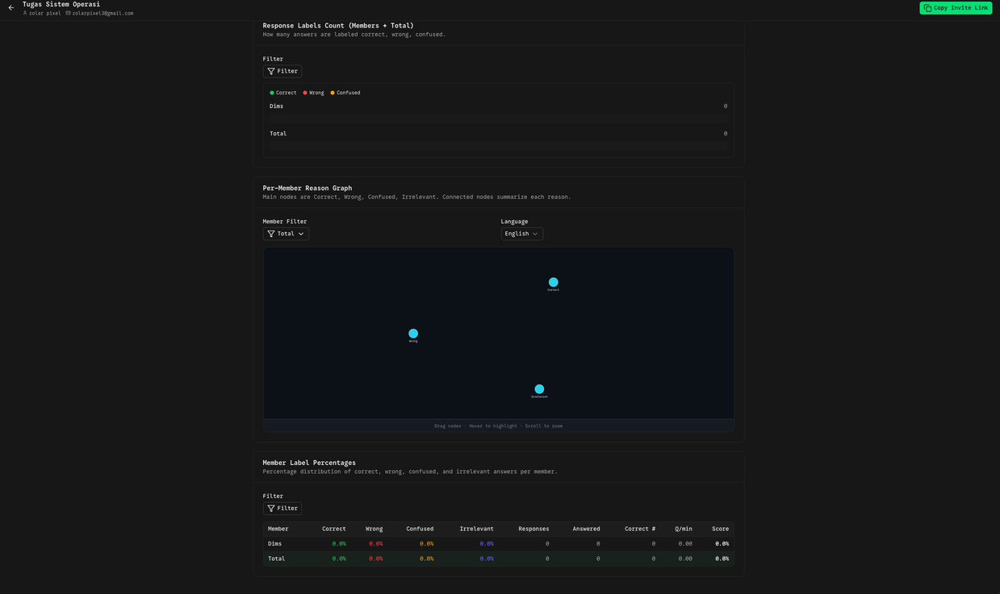 Tugas Sistem Operasi
zolar pixel zolarpixel3@gmail.com
Copy Invite Link
Response Labels Count (Members + Total)
How many answers are labeled correct, wrong, confused.
Filter
Filter
Correct Wrong Confused
Dims 0
Total 0
Per-Member Reason Graph
Main nodes are Correct, Wrong, Confused, Irrelevant. Connected nodes summarize each reason.
Member Filter Language
Total English
Correct
Wrong
Irrelevant
Drag nodes · Hover to highlight · Scroll to zoom
Member Label Percentages
Percentage distribution of correct, wrong, confused, and irrelevant answers per member.
Filter
Filter
Member Correct Wrong Confused Irrelevant Responses Answered Correct # Q/min Score
Dims 0.0% 0.0% 0.0% 0.0% 0 0 0 0.00 0.0%
Total 0.0% 0.0% 0.0% 0.0% 0 0 0 0.00 0.0%